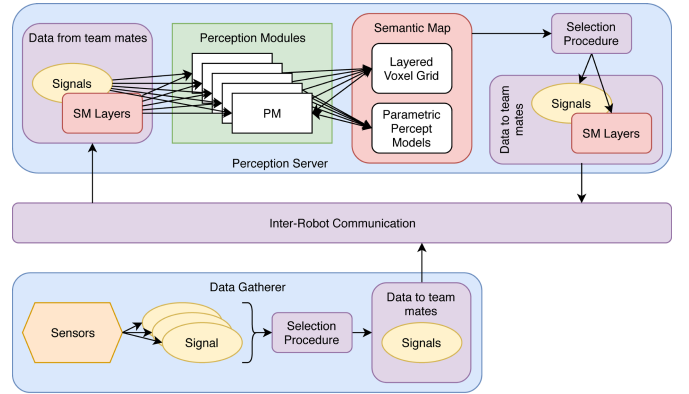 Data from team mates
Signals
SM Layers
Perception Modules
PM
Semantic Map
Layered
Voxel Grid
Parametric
Percept
Models
Selection
Procedure
Signals
SM Layers
Data to team
mates
Perception Server
Inter-Robot Communication
Data Gatherer
Sensors
Signal
Selection
Procedure
Data to team
mates
Signals